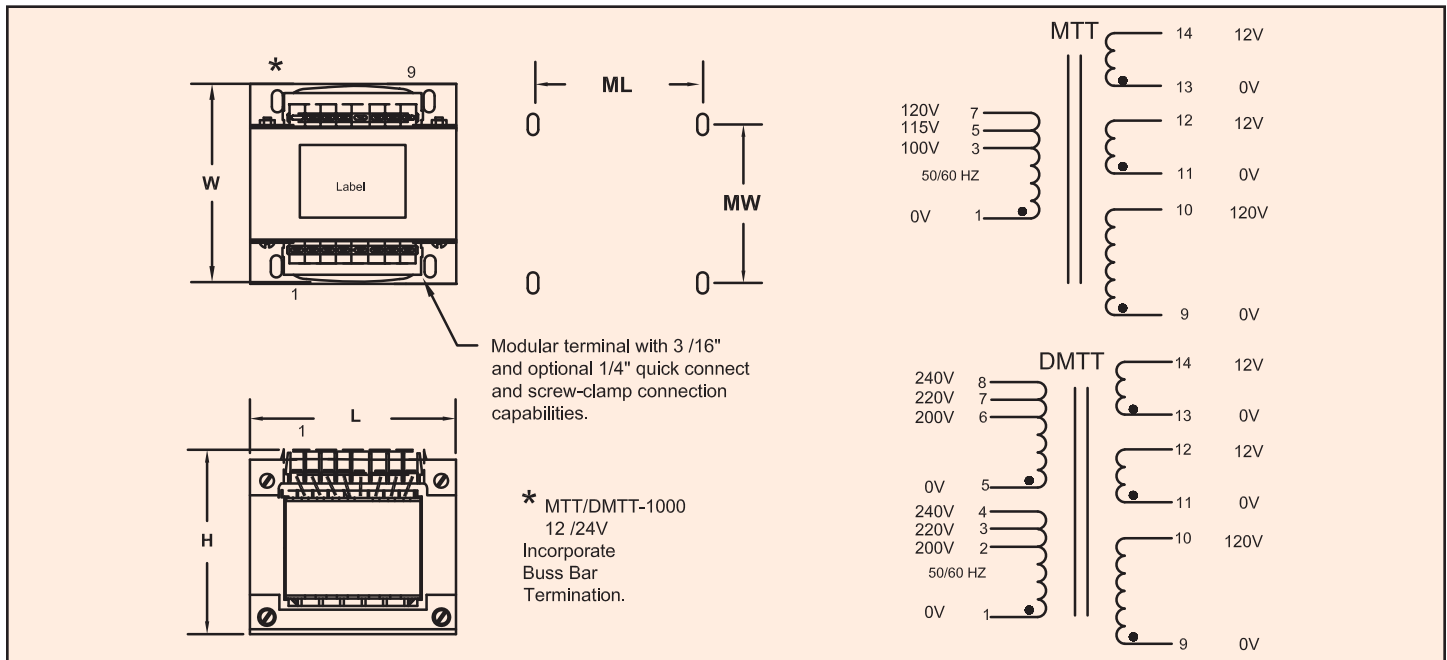 *
9
W
Label
1
ML
MW
Modular terminal with 3 /16"
and optional 1/4" quick connect
and screw-clamp connection
capabilities.
L
1
H
* MTT/DMTT-1000
12 /24V
Incorporate
Buss Bar
Termination.
MTT
120V 7
115V 5
100V 3
50/60 HZ
0V 1
14 12V
13 0V
12 12V
11 0V
10 120V
9 0V
DMTT
240V 8
220V 7
200V 6
0V 5
240V 4
220V 3
200V 2
50/60 HZ
0V 1
14 12V
13 0V
12 12V
11 0V
10 120V
9 0V